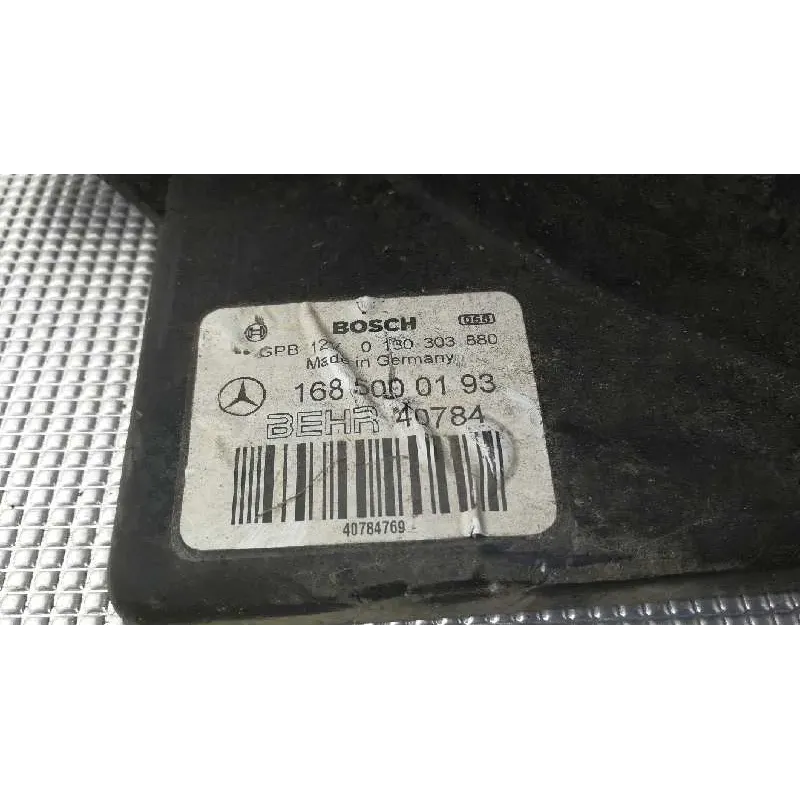 BOSCH
GPB 12V 0 130 303 880
Made in Germany
168 500 01 93
BEHR 40784
40784769